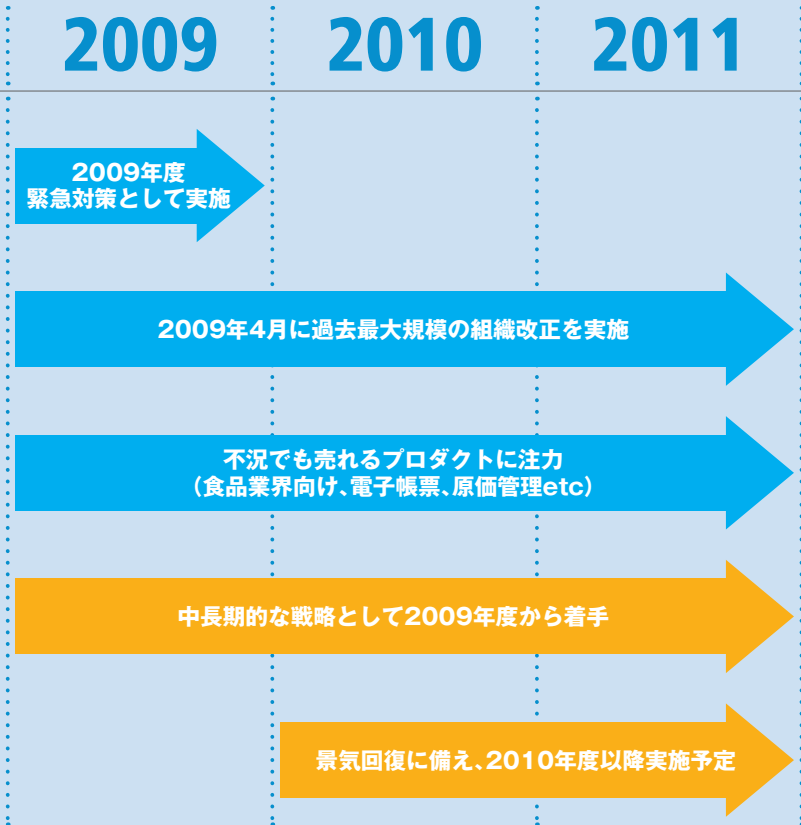 2009 2010 2011
2009年度
緊急対策として実施
2009年4月に過去最大規模の組織改正を実施
不況でも売れるプロダクトに注力
（食品業界向け、電子帳票、原価管理etc）
中長期的な戦略として2009年度から着手
景気回復に備え、2010年度以降実施予定